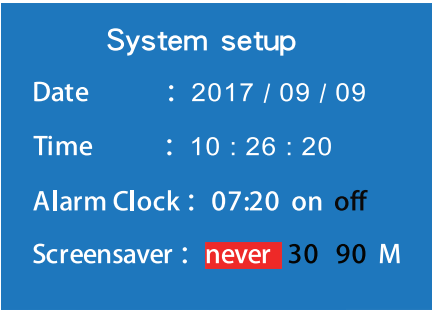 System setup
Date : 2017 / 09 / 09
Time : 10 : 26 : 20
Alarm Clock : 07:20 on off
Screensaver : never 30 90 M